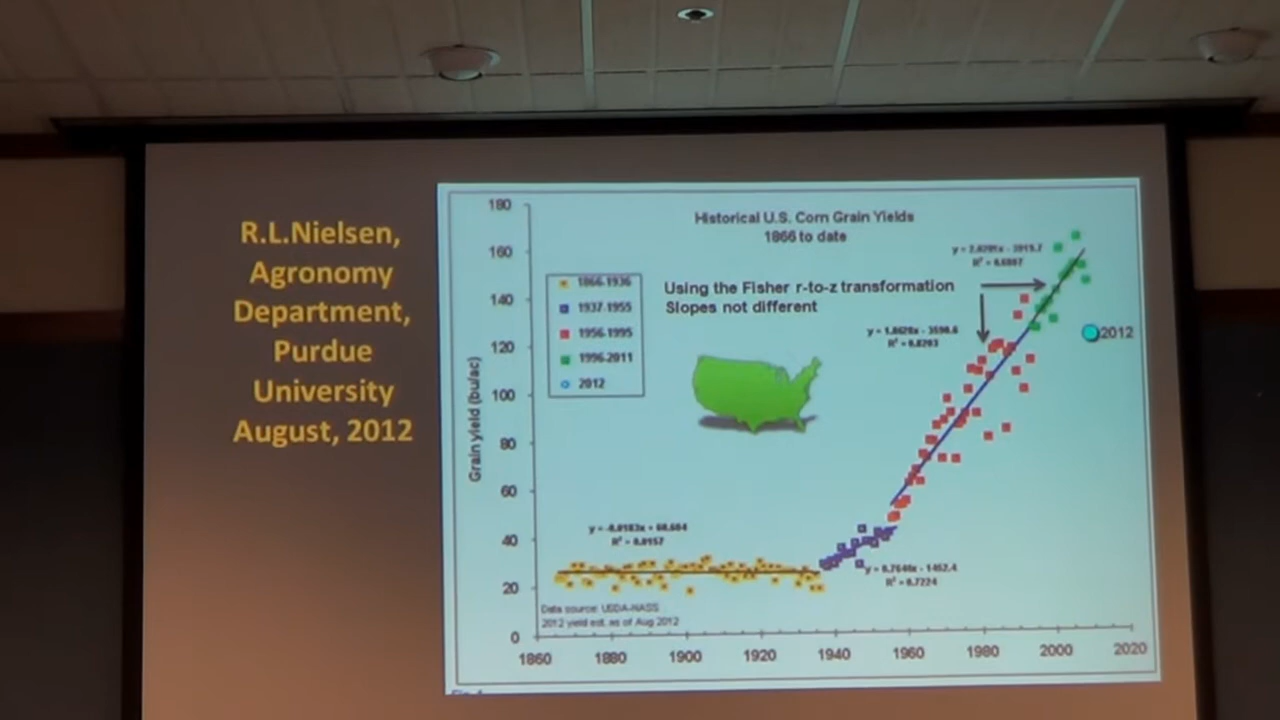 R.L.Nielsen,
Agronomy
Department,
Purdue
University
August, 2012
Historical U.S. Corn Grain Yields
1866 to date
Using the Fisher r-to-z transformation
Slopes not different
1866-1936
1937-1955
1956-1995
1996-2011
2012
2012
Grain yield (bu/ac)
180
160
140
120
100
80
60
40
20
0
R² = 0.7224
Data source: USDA-NASS
2012 yield est. as of Aug 2012
1860
1880
1900
1920
1940
1960
1980
2000
2020